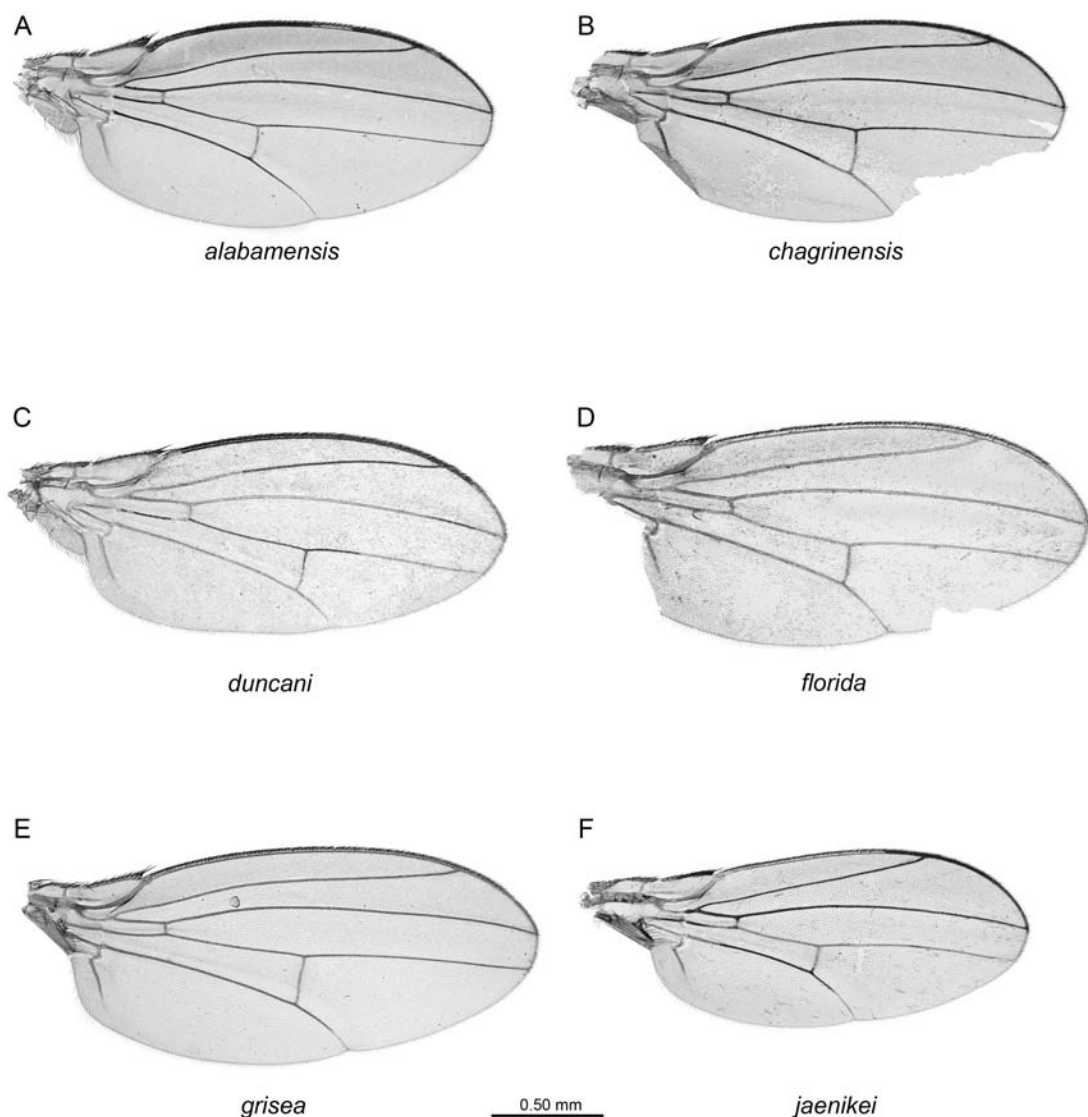 A
B
alabamensis
chagrinensis
C
D
duncani
florida
E
F
grisea
0.50 mm
jaenikei